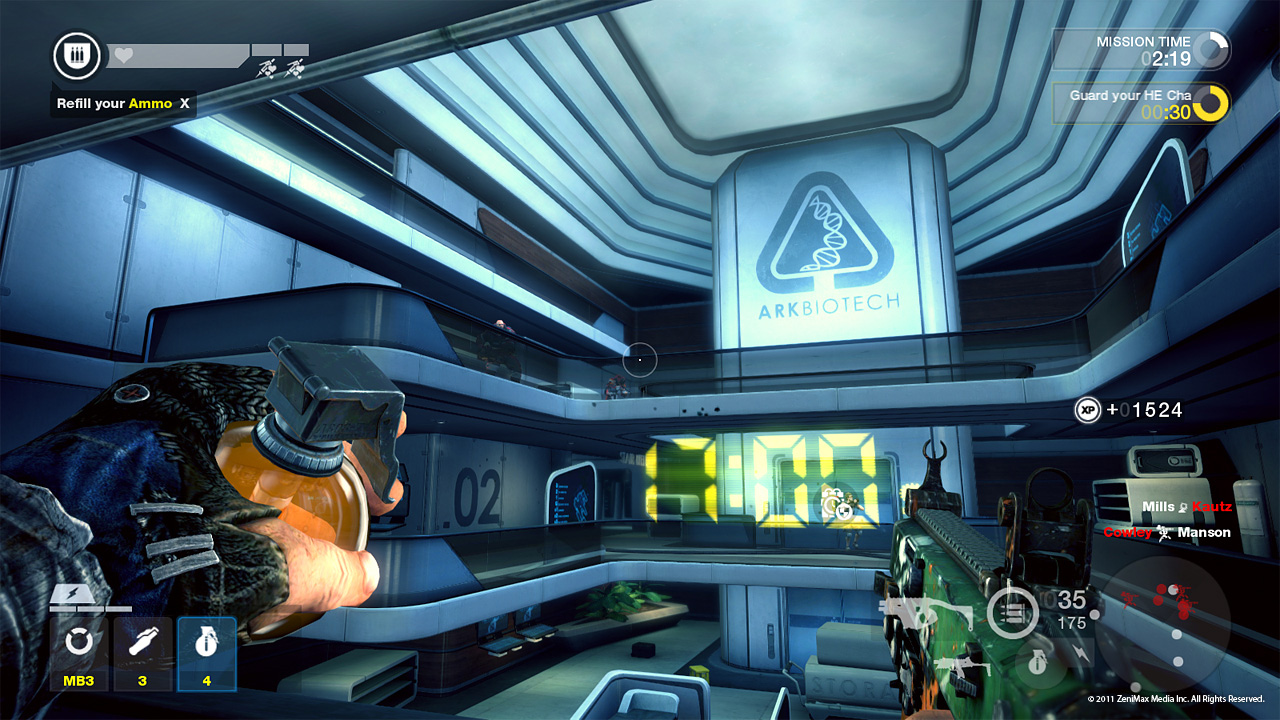 Refill your Ammo X
MISSION TIME
02:19
Guard your HE Cha
00:30
ARKBIOTECH
XP +01524
.02
Mills Kautz
Cowley Manson
35
175
MB3
3
4
© 2011 ZeniMax Media Inc. All Rights Reserved.